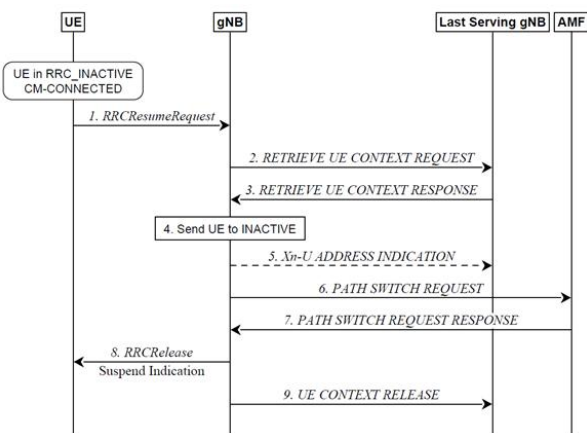 UE
gNB
Last Serving gNB
AMF
UE in RRC_INACTIVE
CM-CONNECTED
1. RRCResumeRequest
2. RETRIEVE UE CONTEXT REQUEST
3. RETRIEVE UE CONTEXT RESPONSE
4. Send UE to INACTIVE
5. Xn-U ADDRESS INDICATION
6. PATH SWITCH REQUEST
7. PATH SWITCH REQUEST RESPONSE
8. RRCRelease
Suspend Indication
9. UE CONTEXT RELEASE